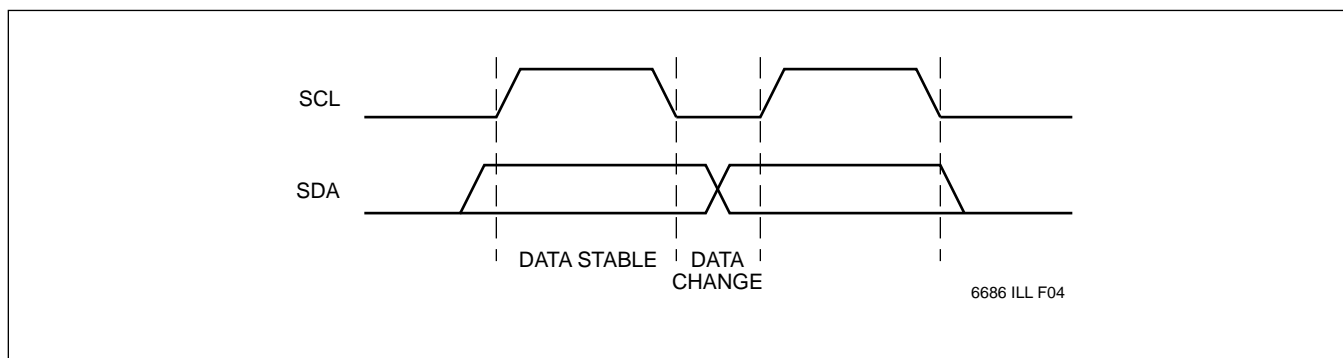 SCL
SDA
DATA STABLE
DATA
CHANGE
6686 ILL F04